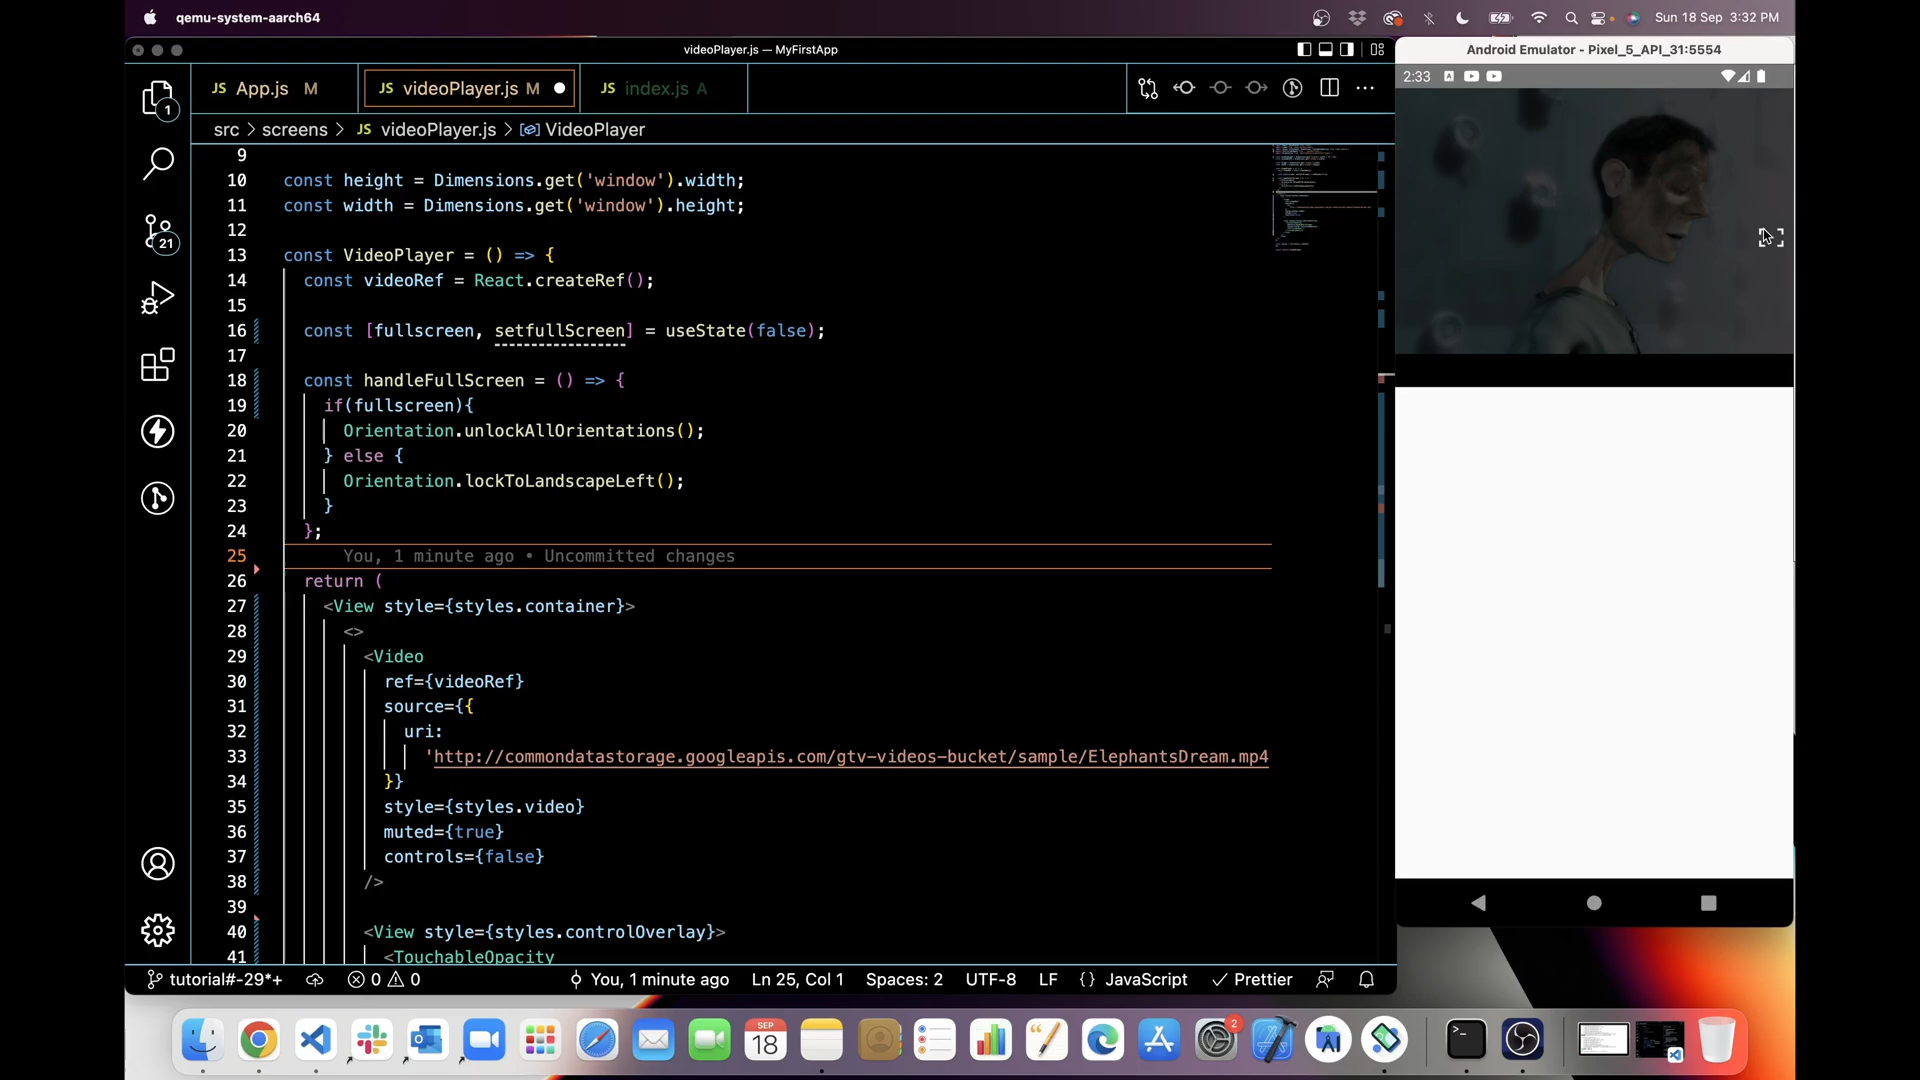 qemu-system-aarch64
Sun 18 Sep 3:32 PM
videoPlayer.js — MyFirstApp
JS App.js M
JS videoPlayer.js M
JS index.js A
src > screens > JS videoPlayer.js > VideoPlayer
9
10 const height = Dimensions.get('window').width;
11 const width = Dimensions.get('window').height;
12
13 const VideoPlayer = () => {
14 const videoRef = React.createRef();
15
16 const [fullscreen, setfullScreen] = useState(false);
17
18 const handleFullScreen = () => {
19 if(fullscreen){
20 Orientation.unlockAllOrientations();
21 } else {
22 Orientation.lockToLandscapeLeft();
23 }
24 };
25 You, 1 minute ago • Uncommitted changes
26 return (
27 <View style={styles.container}>
28 <>
29 <Video
30 ref={videoRef}
31 source={{
32 uri:
33 'http://commondatastorage.googleapis.com/gtv-videos-bucket/sample/ElephantsDream.mp4
34 }}
35 style={styles.video}
36 muted={true}
37 controls={false}
38 />
39
40 <View style={styles.controlOverlay}>
41 <TouchableOpacity
1
21
tutorial#-29*+
0
0
You, 1 minute ago
Ln 25, Col 1
Spaces: 2
UTF-8
LF
{} JavaScript
Prettier
Android Emulator - Pixel_5_API_31:5554
2:33
SEP
18
2